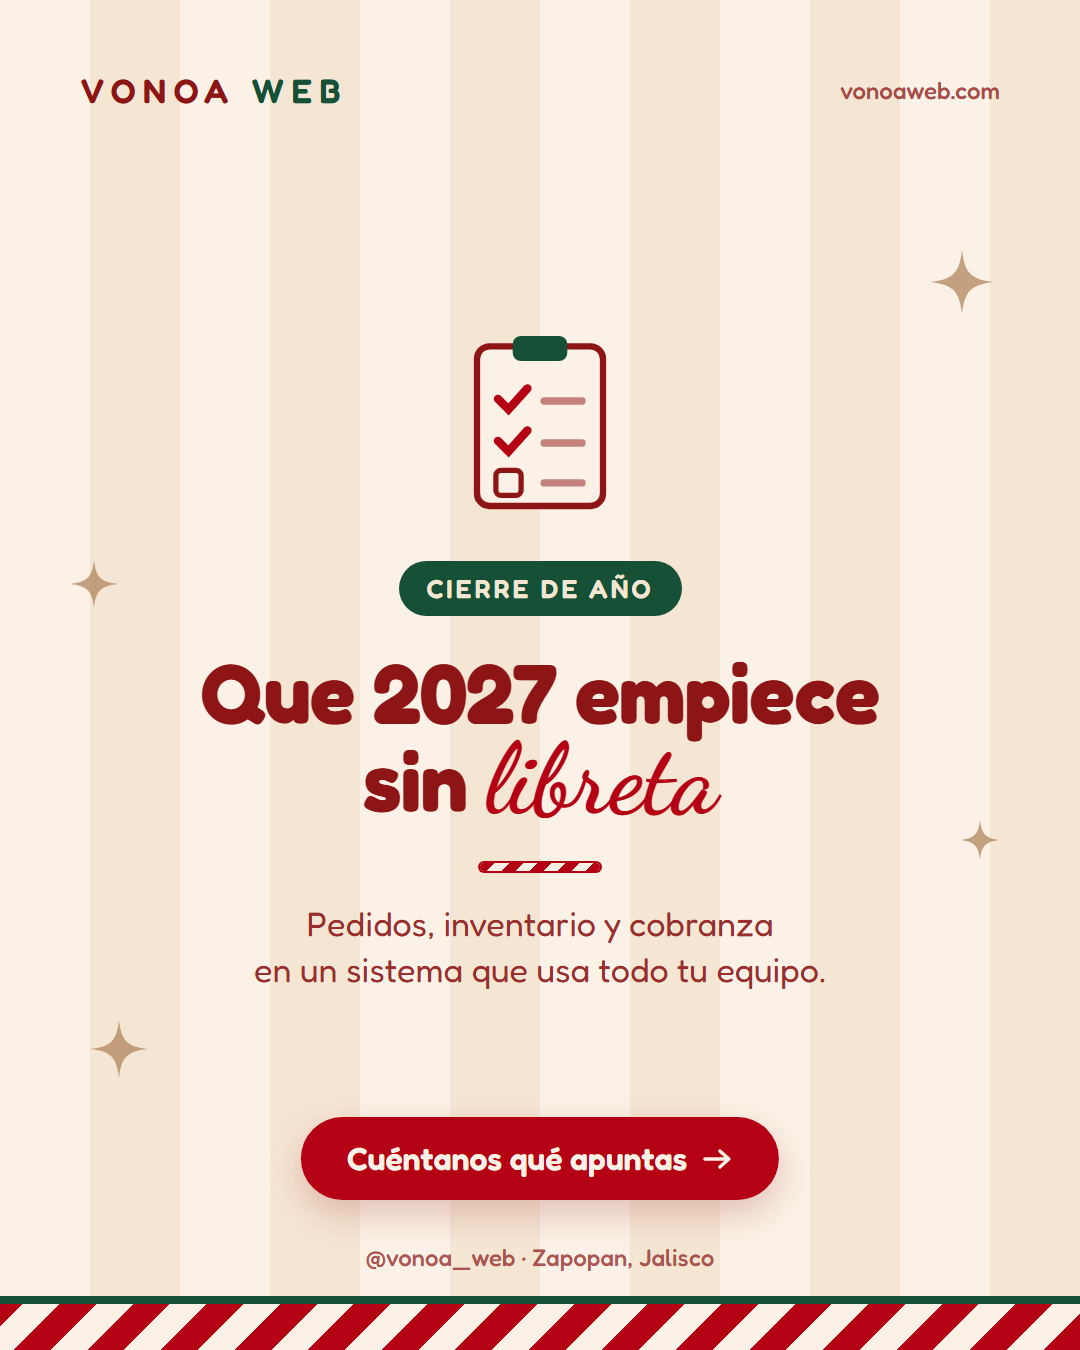 VONOA WEB
vonoaweb.com
CIERRE DE AÑO
Que 2027 empiece
sin libreta
Pedidos, inventario y cobranza
en un sistema que usa todo tu equipo.
Cuéntanos qué apuntas →
@vonoa__web · Zapopan, Jalisco